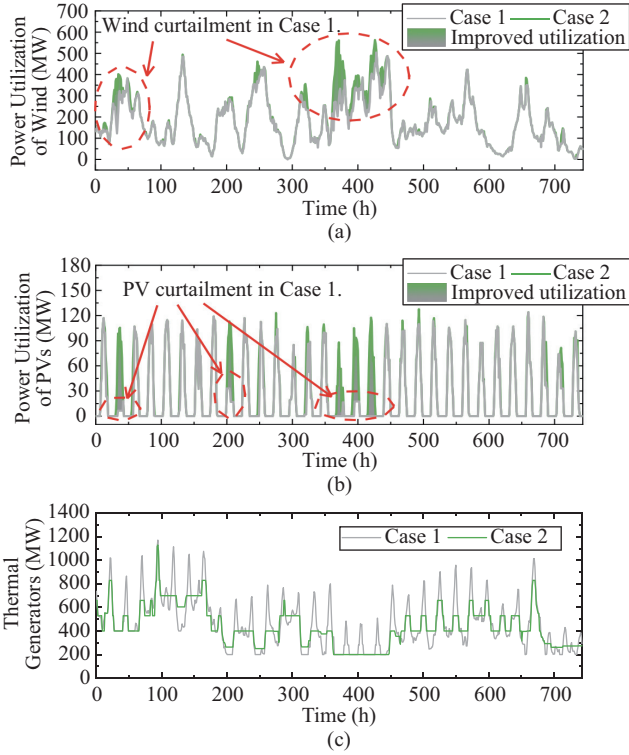 Wind curtailment in Case 1.
Case 1 Case 2
Improved utilization
Power Utilization
of Wind (MW)
700
600
500
400
300
200
100
0
0 100 200 300 400 500 600 700
Time (h)
(a)
PV curtailment in Case 1.
Case 1 Case 2
Improved utilization
Power Utilization
of PVs (MW)
180
150
120
90
60
30
0
0 100 200 300 400 500 600 700
Time (h)
(b)
Case 1 Case 2
Thermal
Generators (MW)
1400
1200
1000
800
600
400
200
0
0 100 200 300 400 500 600 700
Time (h)
(c)